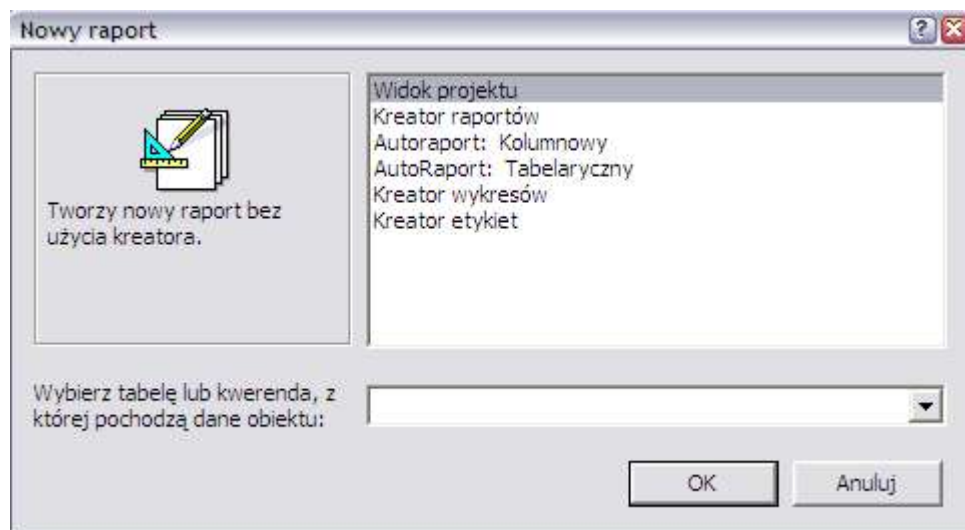 Nowy raport
Widok projektu
Kreator raportów
Autoraport: Kolumnowy
AutoRaport: Tabelaryczny
Kreator wykresów
Kreator etykiet
Tworzy nowy raport bez
użycia kreatora.
Wybierz tabelę lub kwerenda, z
której pochodzą dane obiektu:
OK
Anuluj